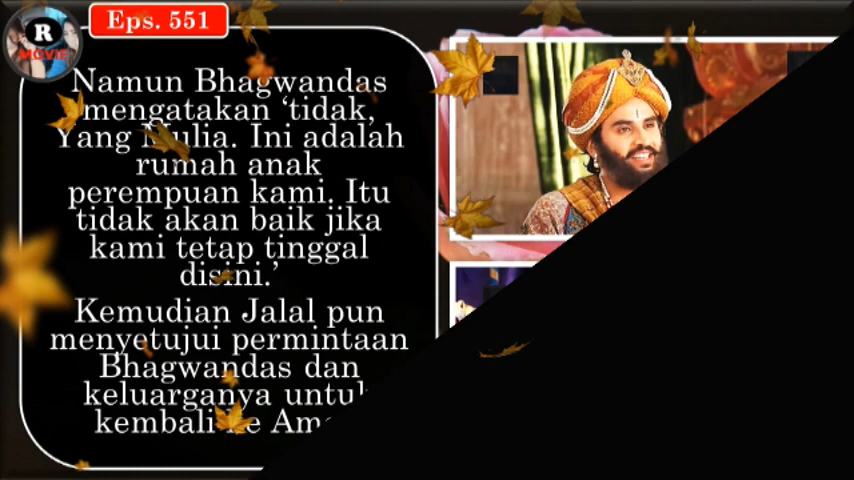 R
MOVIE
Eps. 551
Namun Bhagwandas
mengatakan ‘tidak,
Yang Mulia. Ini adalah
rumah anak
perempuan kami. Itu
tidak akan baik jika
kami tetap tinggal
disini.’
Kemudian Jalal pun
menyetujui permintaan
Bhagwandas dan
keluarganya untuk
kembali ke